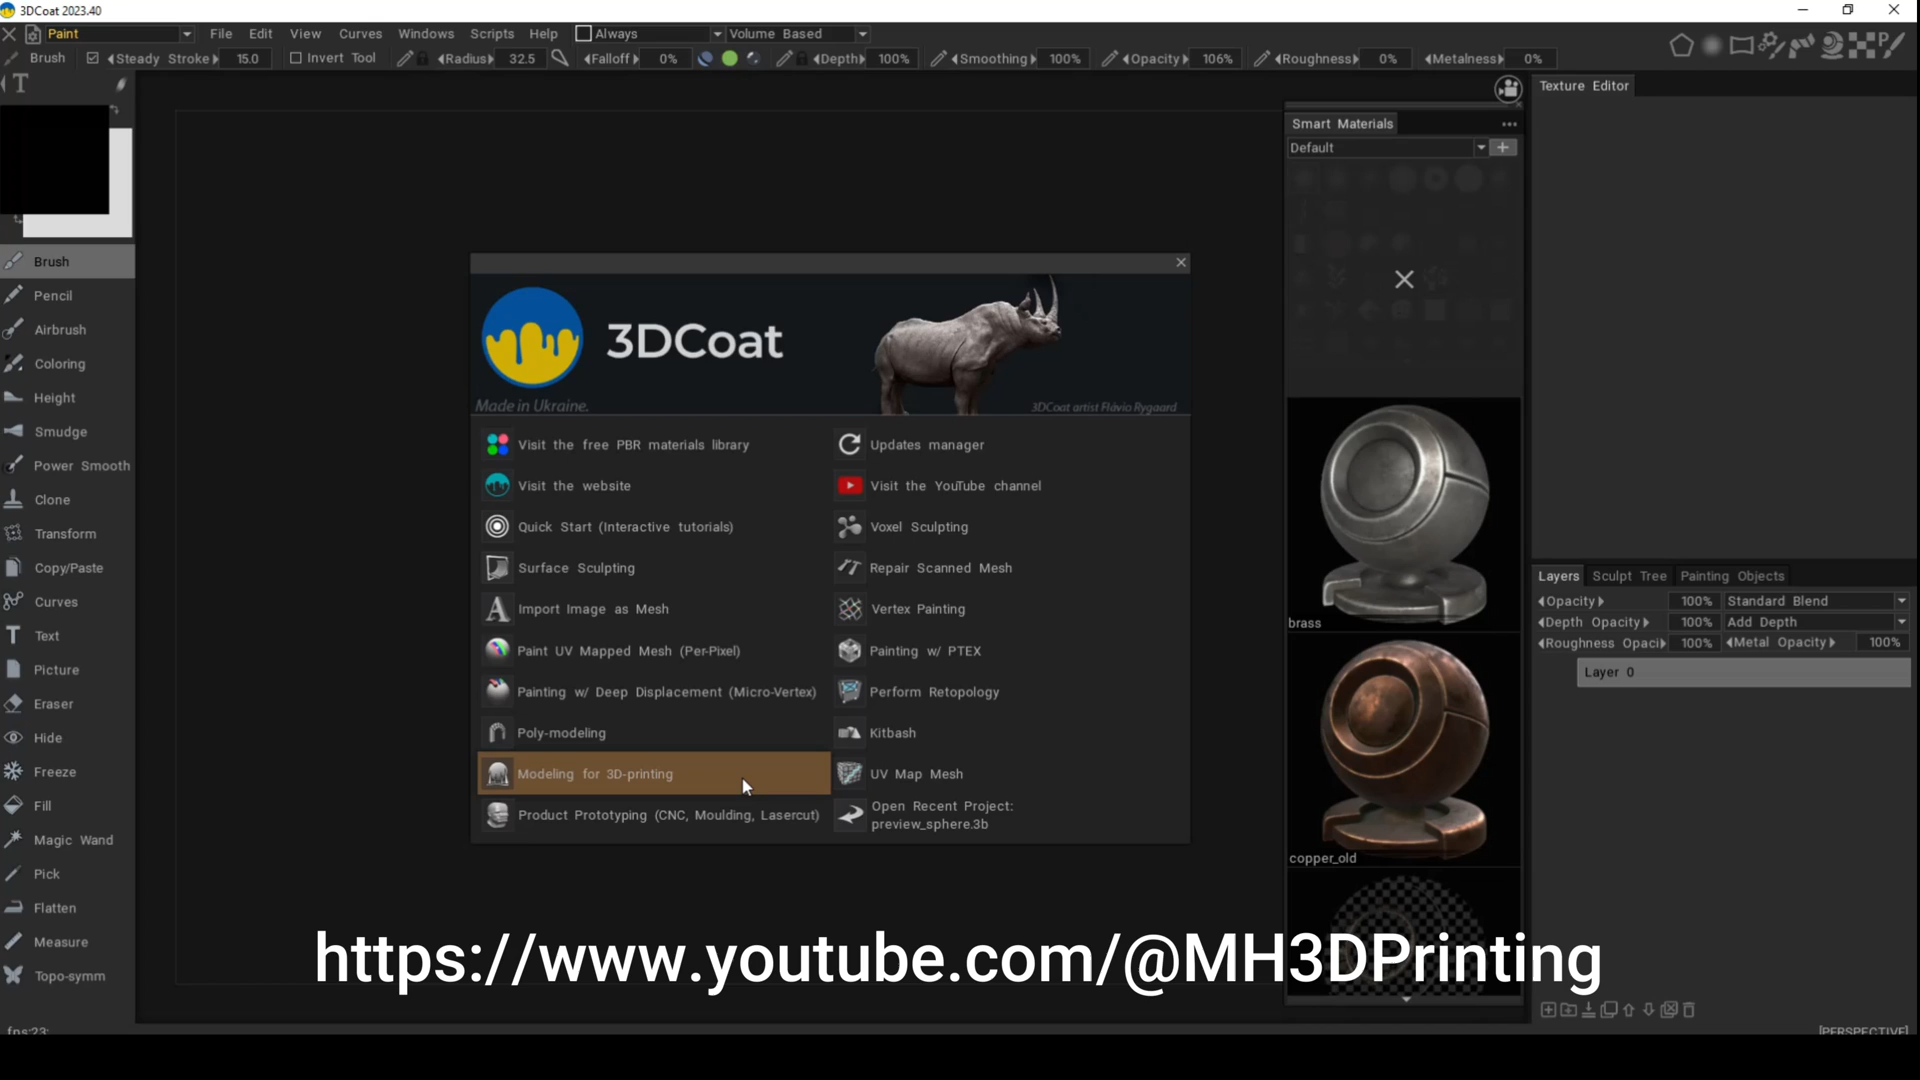 3DCoat 2023.40
Paint File Edit View Curves Windows Symmetry Scripts Help Always Volume Based
Brush Steady Stroke 15.0 Invert Tool Radius 32.5 Falloff 0% Depth 100% Smoothing 100% Opacity 106% Roughness 0% Metalness 0%
T
Texture Editor
Smart Materials
Default
Brush
Pencil
Airbrush
Coloring
Height
Smudge
Power Smooth
Clone
Transform
Copy/Paste
Curves
Text
Picture
Eraser
Hide
Freeze
Fill
Magic Wand
Pick
Flatten
Measure
Topo-symm
fps:23;
3DCoat
Made in Ukraine.
3DCoat artist Flávio Rygaard
Visit the free PBR materials library
Updates manager
Visit the website
Visit the YouTube channel
Quick Start (Interactive tutorials)
Voxel Sculpting
Surface Sculpting
Repair Scanned Mesh
Import Image as Mesh
Vertex Painting
Paint UV Mapped Mesh (Per-Pixel)
Painting w/ PTEX
Painting w/ Deep Displacement (Micro-Vertex)
Perform Retopology
Poly-modeling
Kitbash
Modeling for 3D-printing
UV Map Mesh
Product Prototyping (CNC, Moulding, Lasercut)
Open Recent Project:
preview_sphere.3b
brass
copper_old
Layers Sculpt Tree Painting Objects
Opacity 100% Standard Blend
Depth Opacity 100% Add Depth
Roughness Opaci 100% Metal Opacity 100%
Layer 0
https://www.youtube.com/@MH3DPrinting
[PERSPECTIVE]